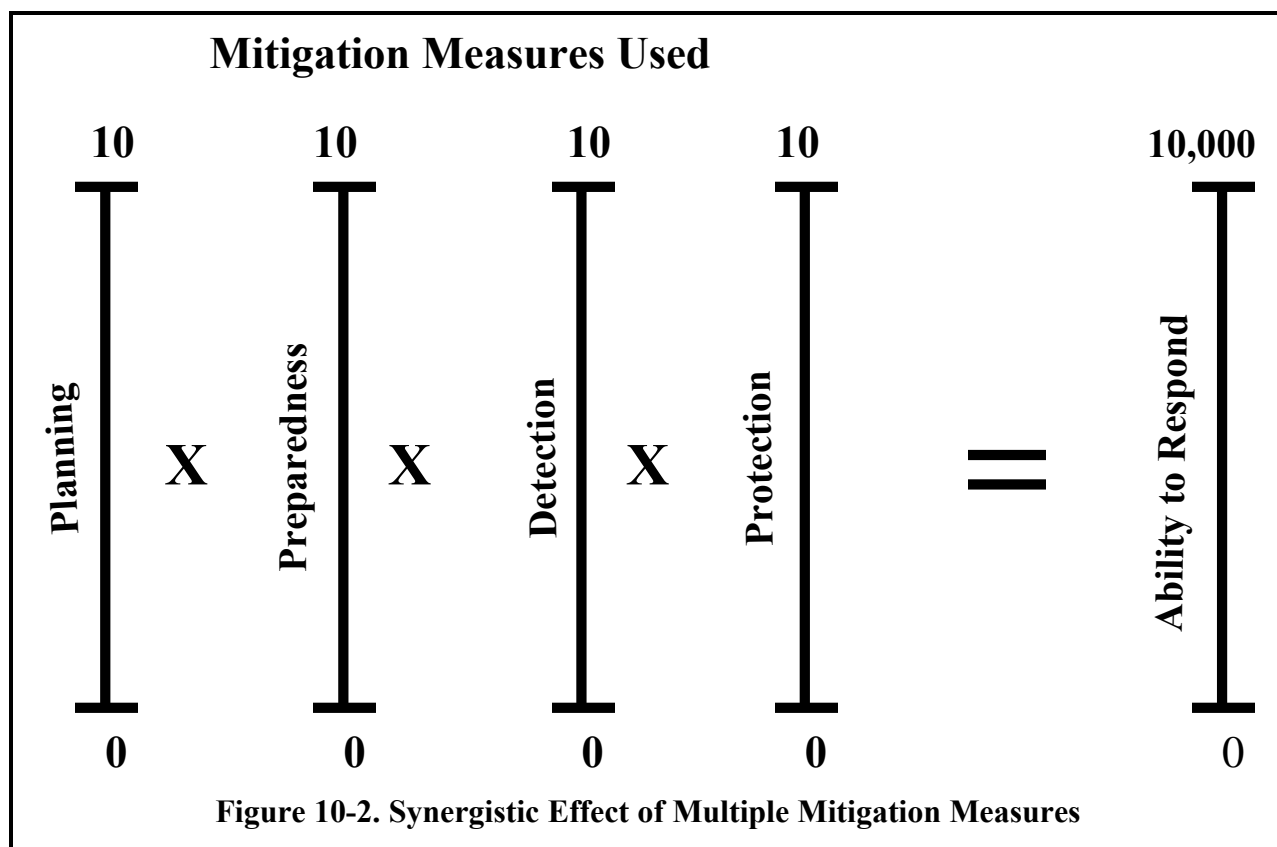 Mitigation Measures Used
10 10 10 10 10,000
Planning X Preparedness X Detection X Protection = Ability to Respond
0 0 0 0 0
Figure 10-2. Synergistic Effect of Multiple Mitigation Measures